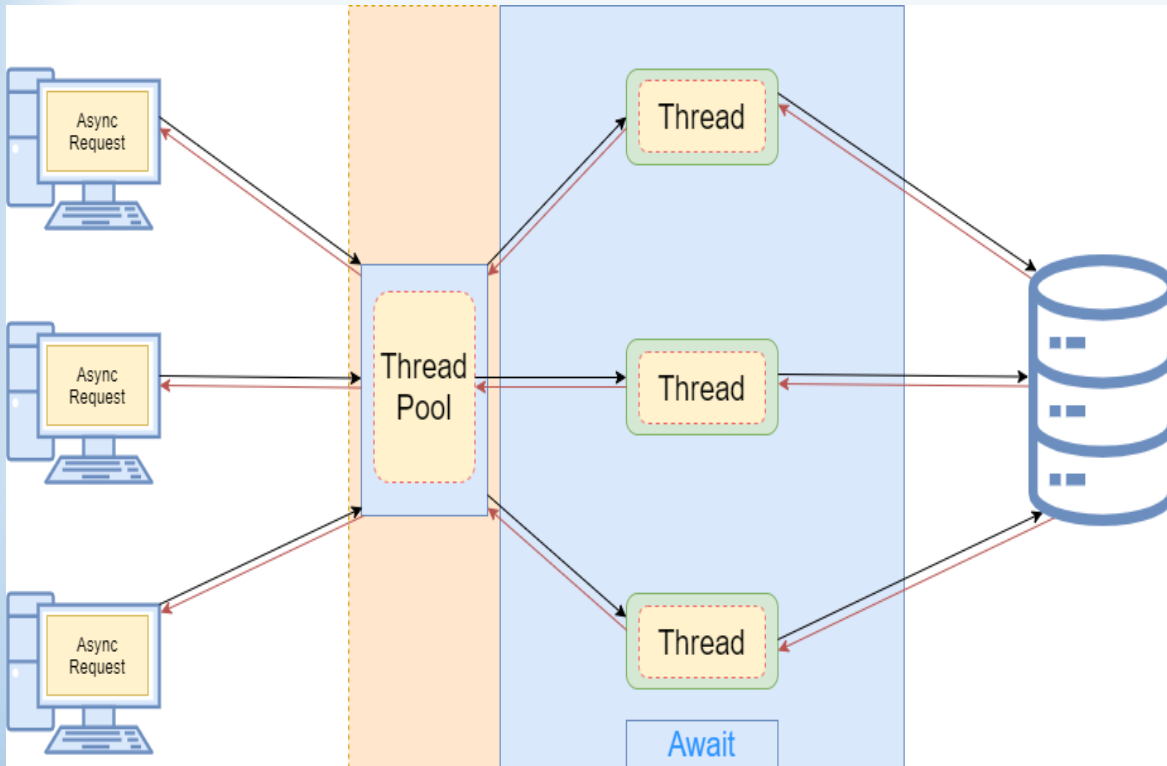 Async
Request
Thread
Async
Request
Thread
Pool
Thread
Async
Request
Thread
Await